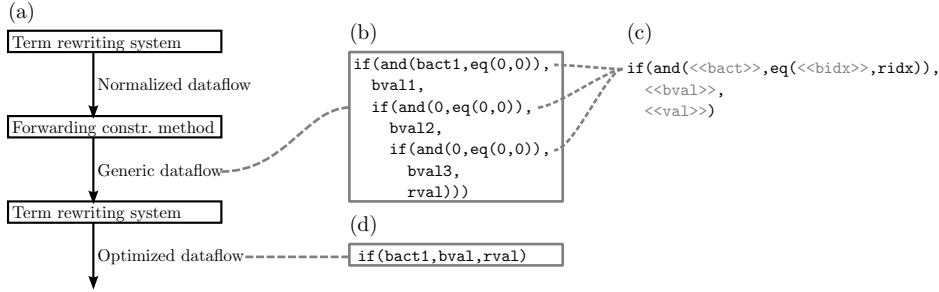 (a)
Term rewriting system
Normalized dataflow
Forwarding constr. method
Generic dataflow
Term rewriting system
Optimized dataflow
(b)
if(and(bact1,eq(0,0)),
bval1,
if(and(0,eq(0,0)),
bval2,
if(and(0,eq(0,0)),
bval3,
rval)))
(c)
if(and(<<bact>>,eq(<<bidx>>,ridx)),
<<bval>>,
<<val>>)
(d)
if(bact1,bval,rval)